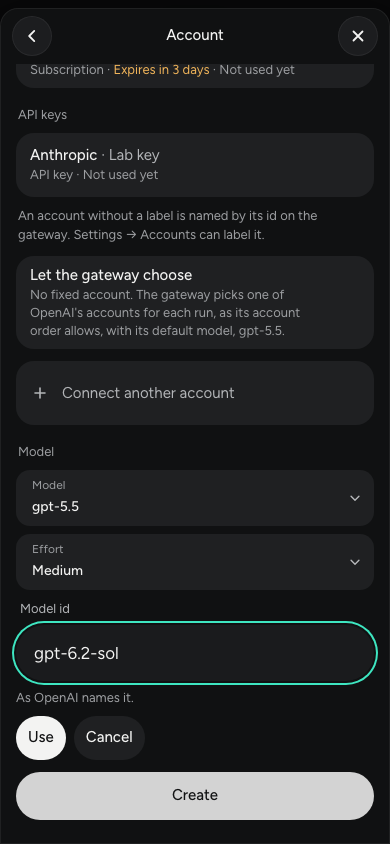 Account
Subscription · Expires in 3 days · Not used yet
API keys
Anthropic · Lab key
API key · Not used yet
An account without a label is named by its id on the
gateway. Settings → Accounts can label it.
Let the gateway choose
No fixed account. The gateway picks one of
OpenAI's accounts for each run, as its account
order allows, with its default model, gpt-5.5.
+ Connect another account
Model
Model
gpt-5.5
Effort
Medium
Model id
gpt-6.2-sol
As OpenAI names it.
Use Cancel
Create